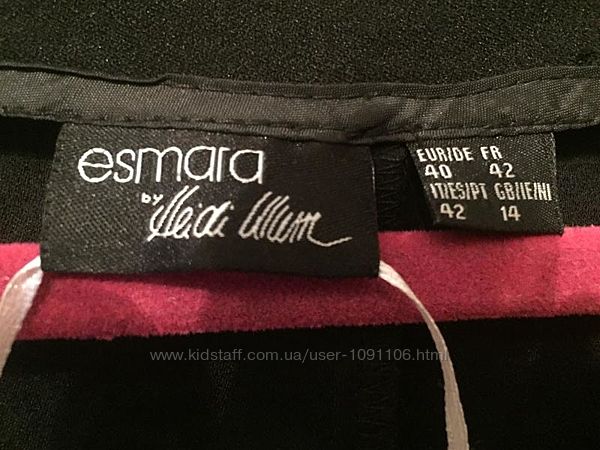 esmara
by Heidi Klum
EUR/DE FR
40 42
IT/ES/PT GB/IE/NI
42 14
www.kidstaff.com.ua/user-1091106.html